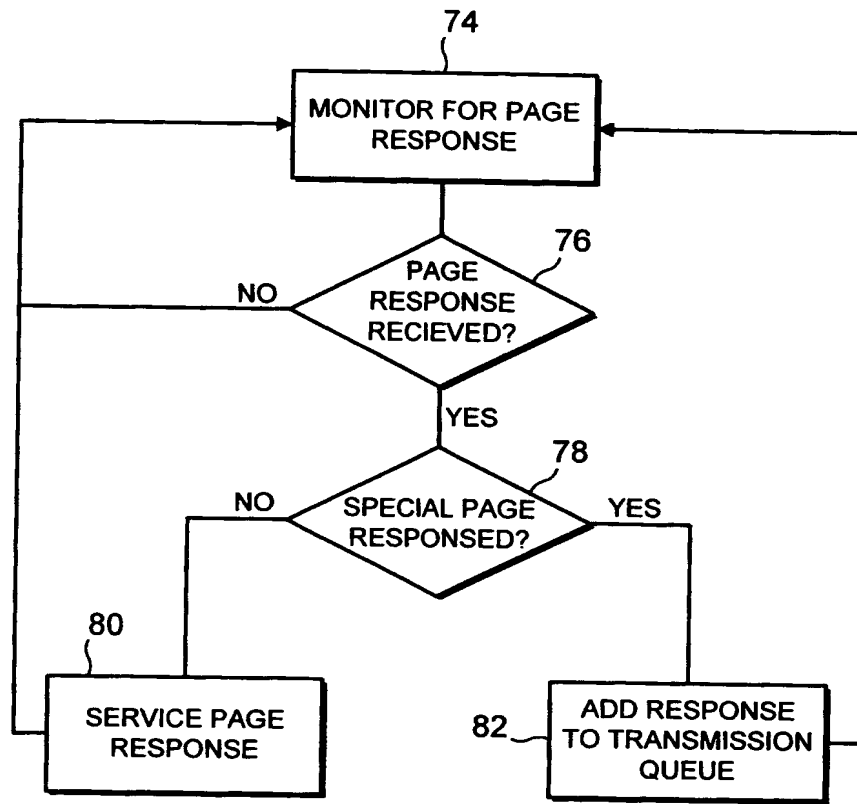 74
MONITOR FOR PAGE
RESPONSE
76
PAGE
RESPONSE
RECIEVED?
NO
YES
78
SPECIAL PAGE
RESPONSED?
NO
YES
80
SERVICE PAGE
RESPONSE
82
ADD RESPONSE
TO TRANSMISSION
QUEUE